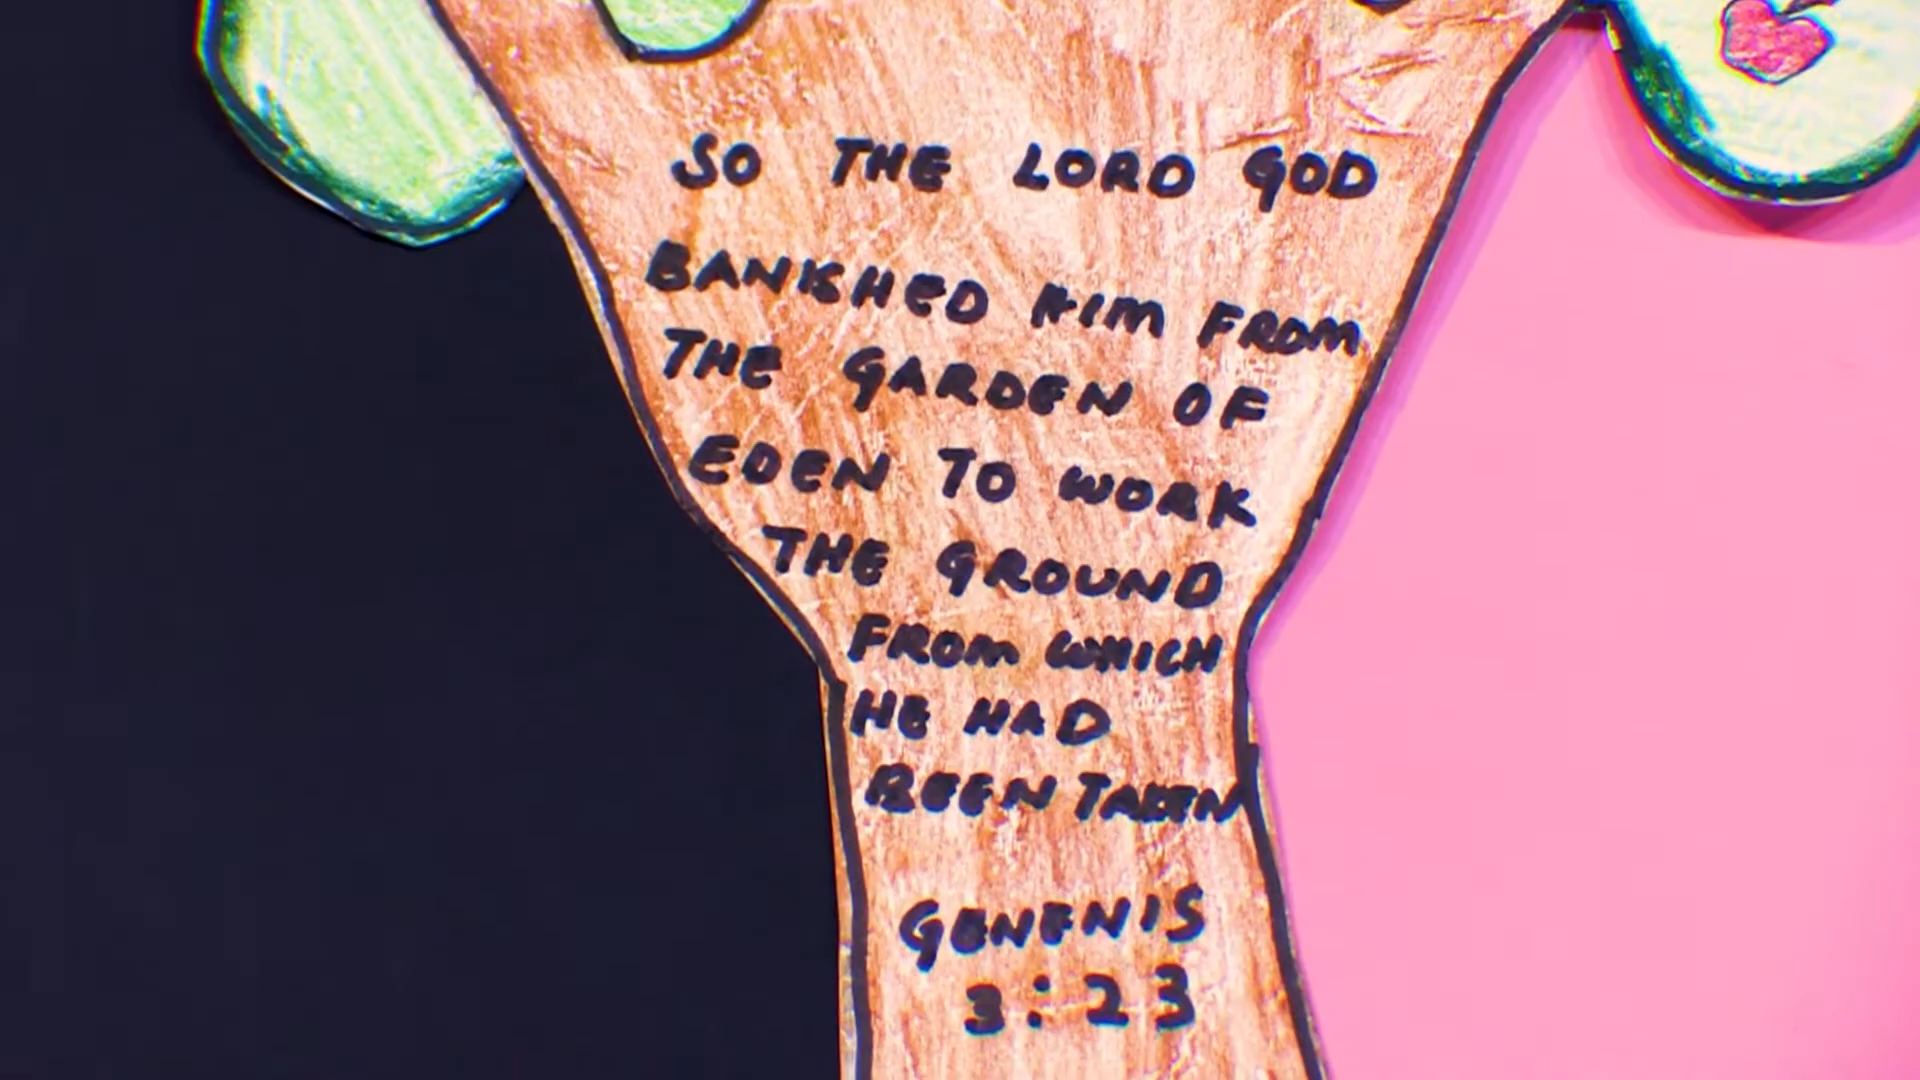 SO THE LORD GOD
BANISHED HIM FROM
THE GARDEN OF
EDEN TO WORK
THE GROUND
FROM WHICH
HE HAD
BEEN TAKEN
GENENIS
3:23